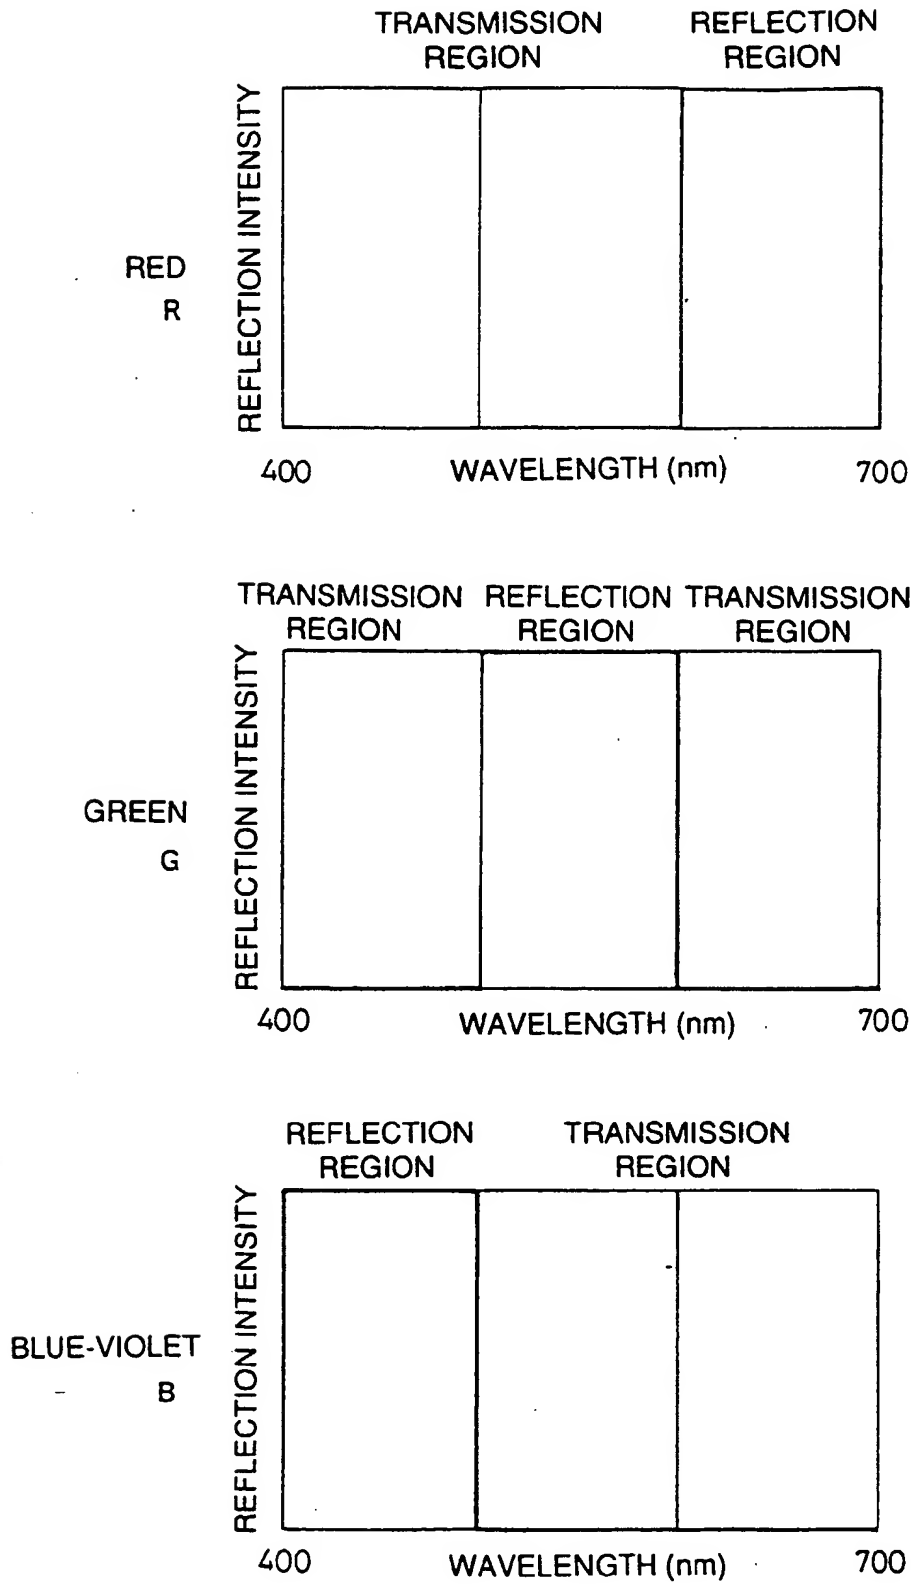 TRANSMISSION REGION
REFLECTION REGION
REFLECTION INTENSITY
RED
R
400
WAVELENGTH (nm)
700
TRANSMISSION REGION
REFLECTION REGION
TRANSMISSION REGION
REFLECTION INTENSITY
GREEN
G
400
WAVELENGTH (nm)
700
REFLECTION REGION
TRANSMISSION REGION
REFLECTION INTENSITY
BLUE-VIOLET
B
400
WAVELENGTH (nm)
700